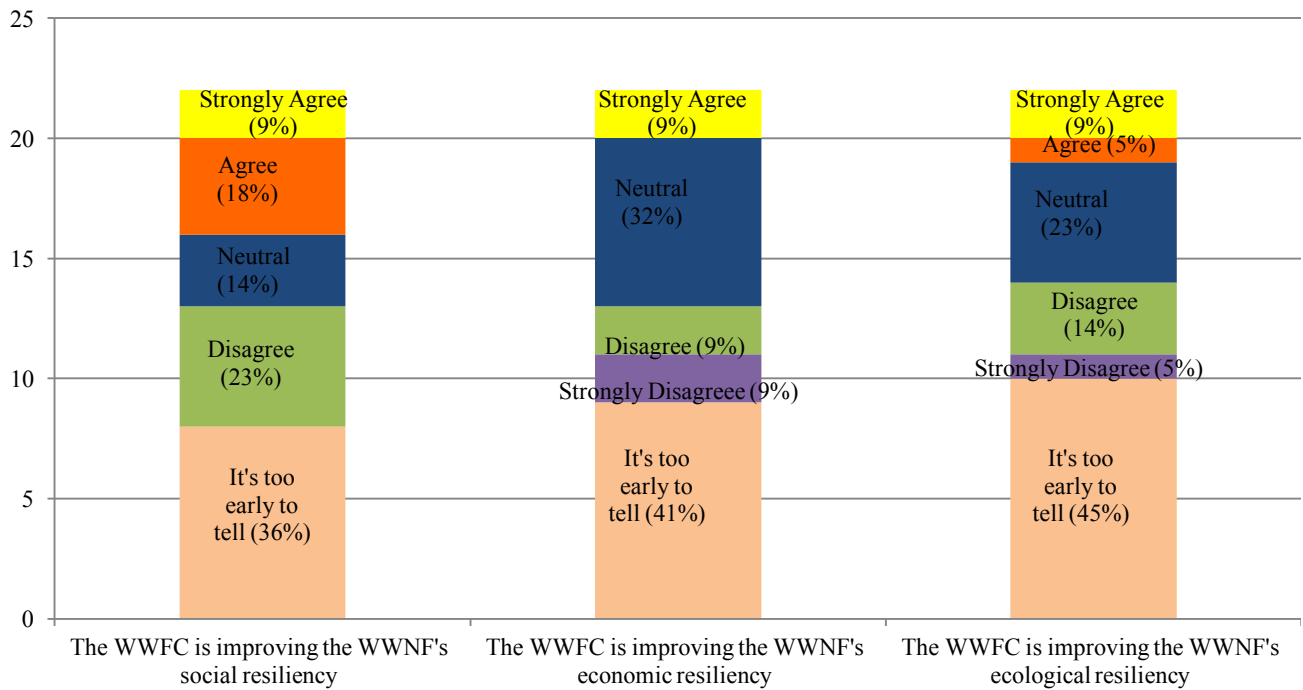 25
20
15
10
5
0
Strongly Agree
(9%)
Agree
(18%)
Neutral
(14%)
Disagree
(23%)
It's too
early to
tell (36%)
The WWFC is improving the WWNF's
social resiliency
Strongly Agree
(9%)
Neutral
(32%)
Disagree (9%)
Strongly Disagreee (9%)
It's too
early to
tell (41%)
The WWFC is improving the WWNF's
economic resiliency
Strongly Agree
(9%)
Agree (5%)
Neutral
(23%)
Disagree
(14%)
Strongly Disagree (5%)
It's too
early to
tell (45%)
The WWFC is improving the WWNF's
ecological resiliency